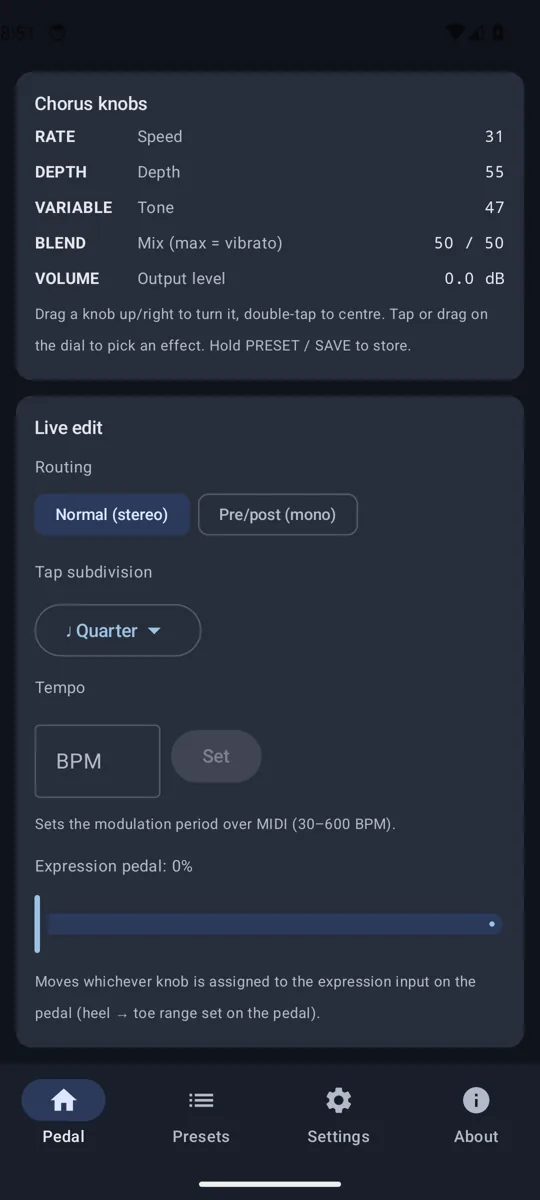 8:51
Chorus knobs
RATE Speed 31
DEPTH Depth 55
VARIABLE Tone 47
BLEND Mix (max = vibrato) 50 / 50
VOLUME Output level 0.0 dB
Drag a knob up/right to turn it, double-tap to centre. Tap or drag on
the dial to pick an effect. Hold PRESET / SAVE to store.
Live edit
Routing
Normal (stereo) Pre/post (mono)
Tap subdivision
♩ Quarter
Tempo
BPM Set
Sets the modulation period over MIDI (30–600 BPM).
Expression pedal: 0%
Moves whichever knob is assigned to the expression input on the
pedal (heel → toe range set on the pedal).
Pedal Presets Settings About